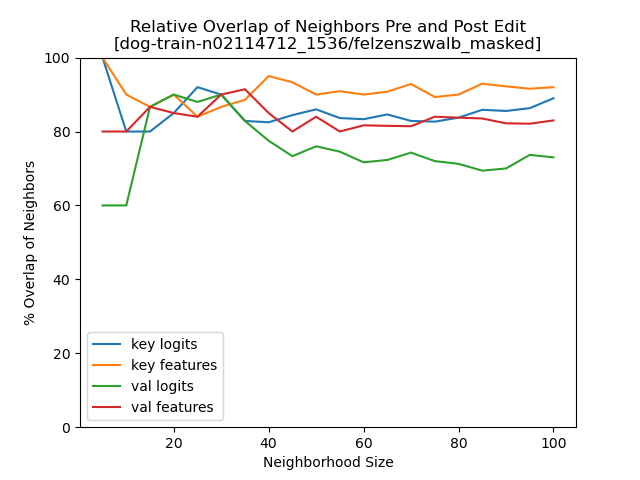 Relative Overlap of Neighbors Pre and Post Edit
[dog-train-n02114712_1536/felzenszwalb_masked]
100
80
60
40
20
0
% Overlap of Neighbors
key logits
key features
val logits
val features
20 40 60 80 100
Neighborhood Size